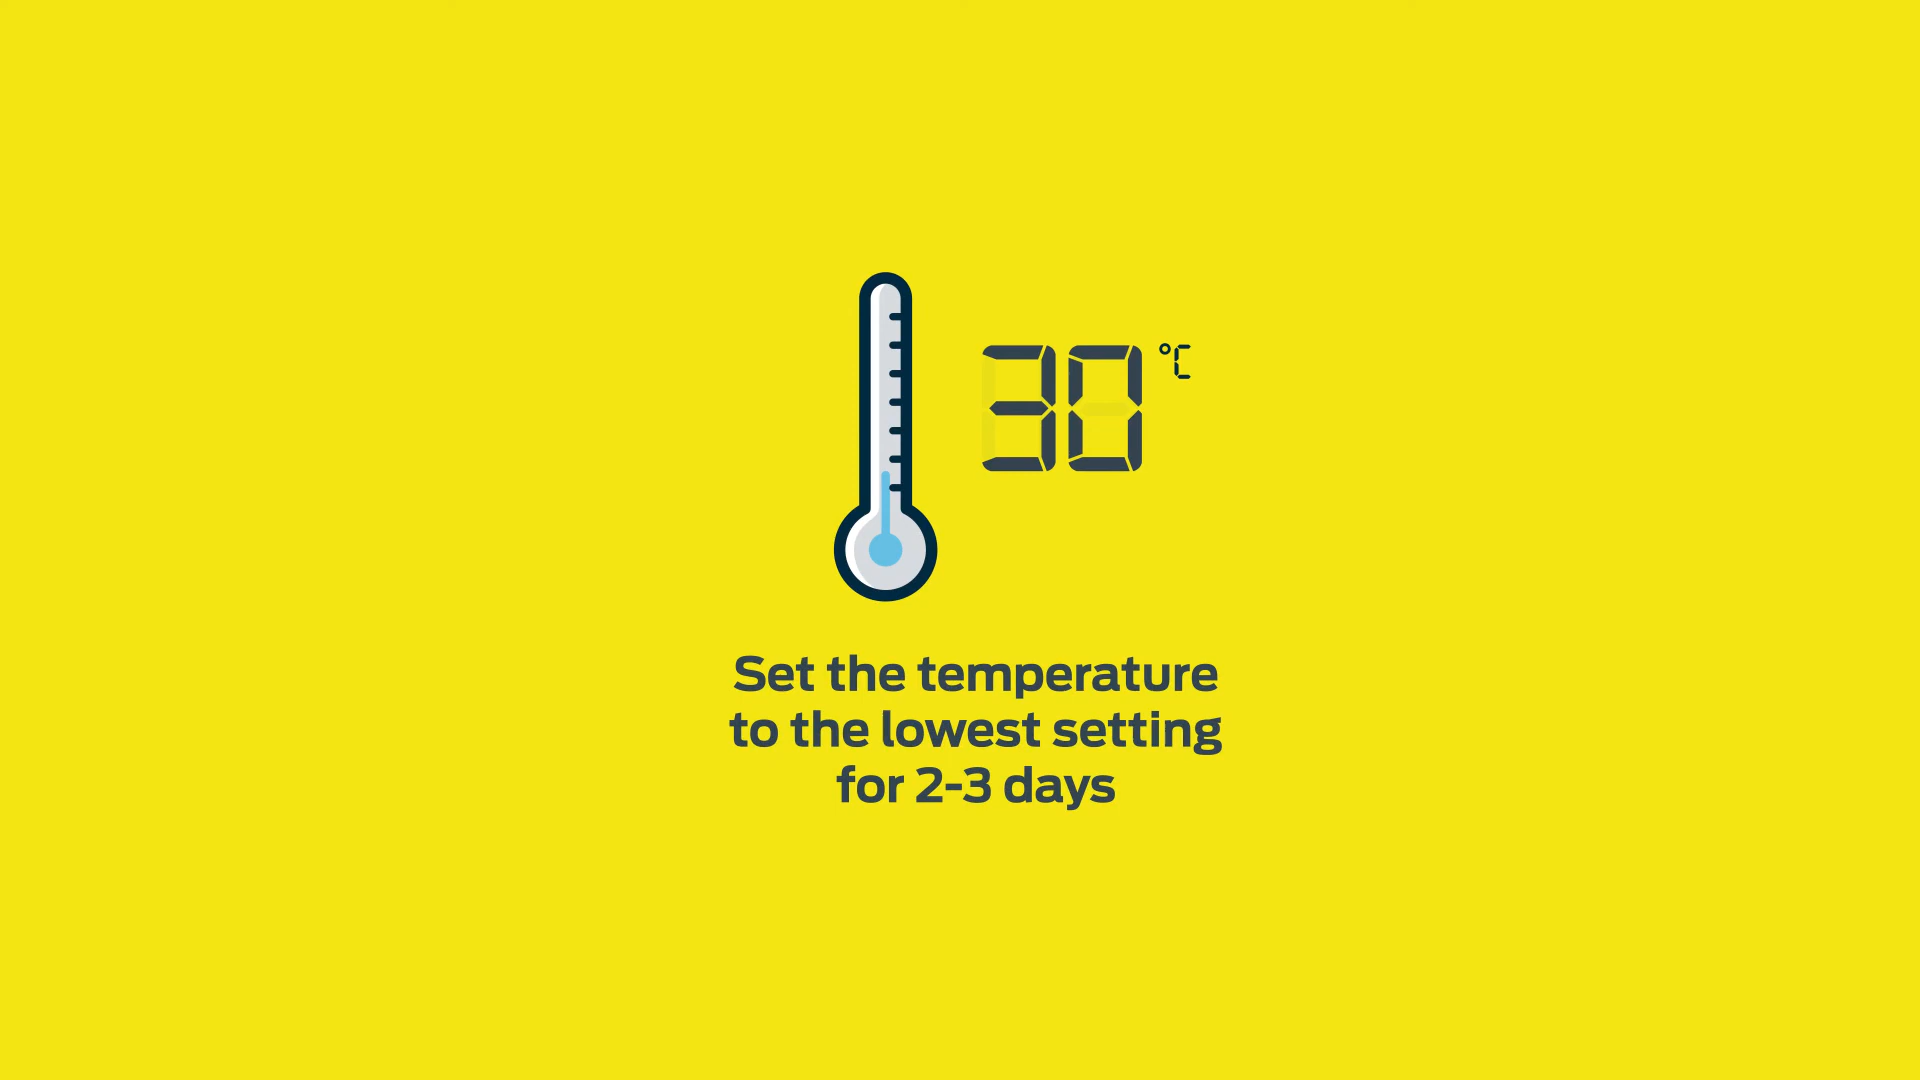 30 °C
Set the temperature
to the lowest setting
for 2-3 days